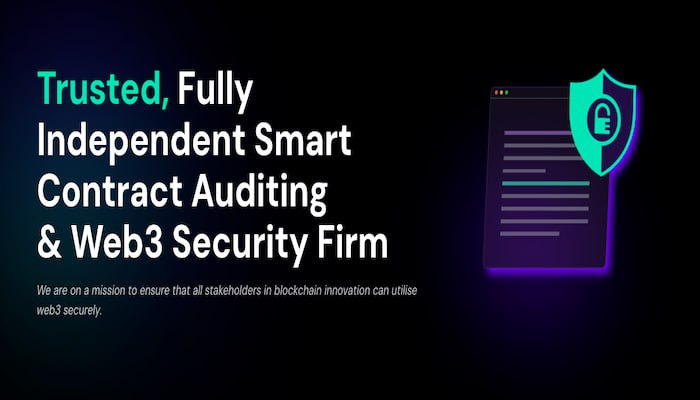 Trusted, Fully
Independent Smart
Contract Auditing
& Web3 Security Firm
We are on a mission to ensure that all stakeholders in blockchain innovation can utilise
web3 securely.